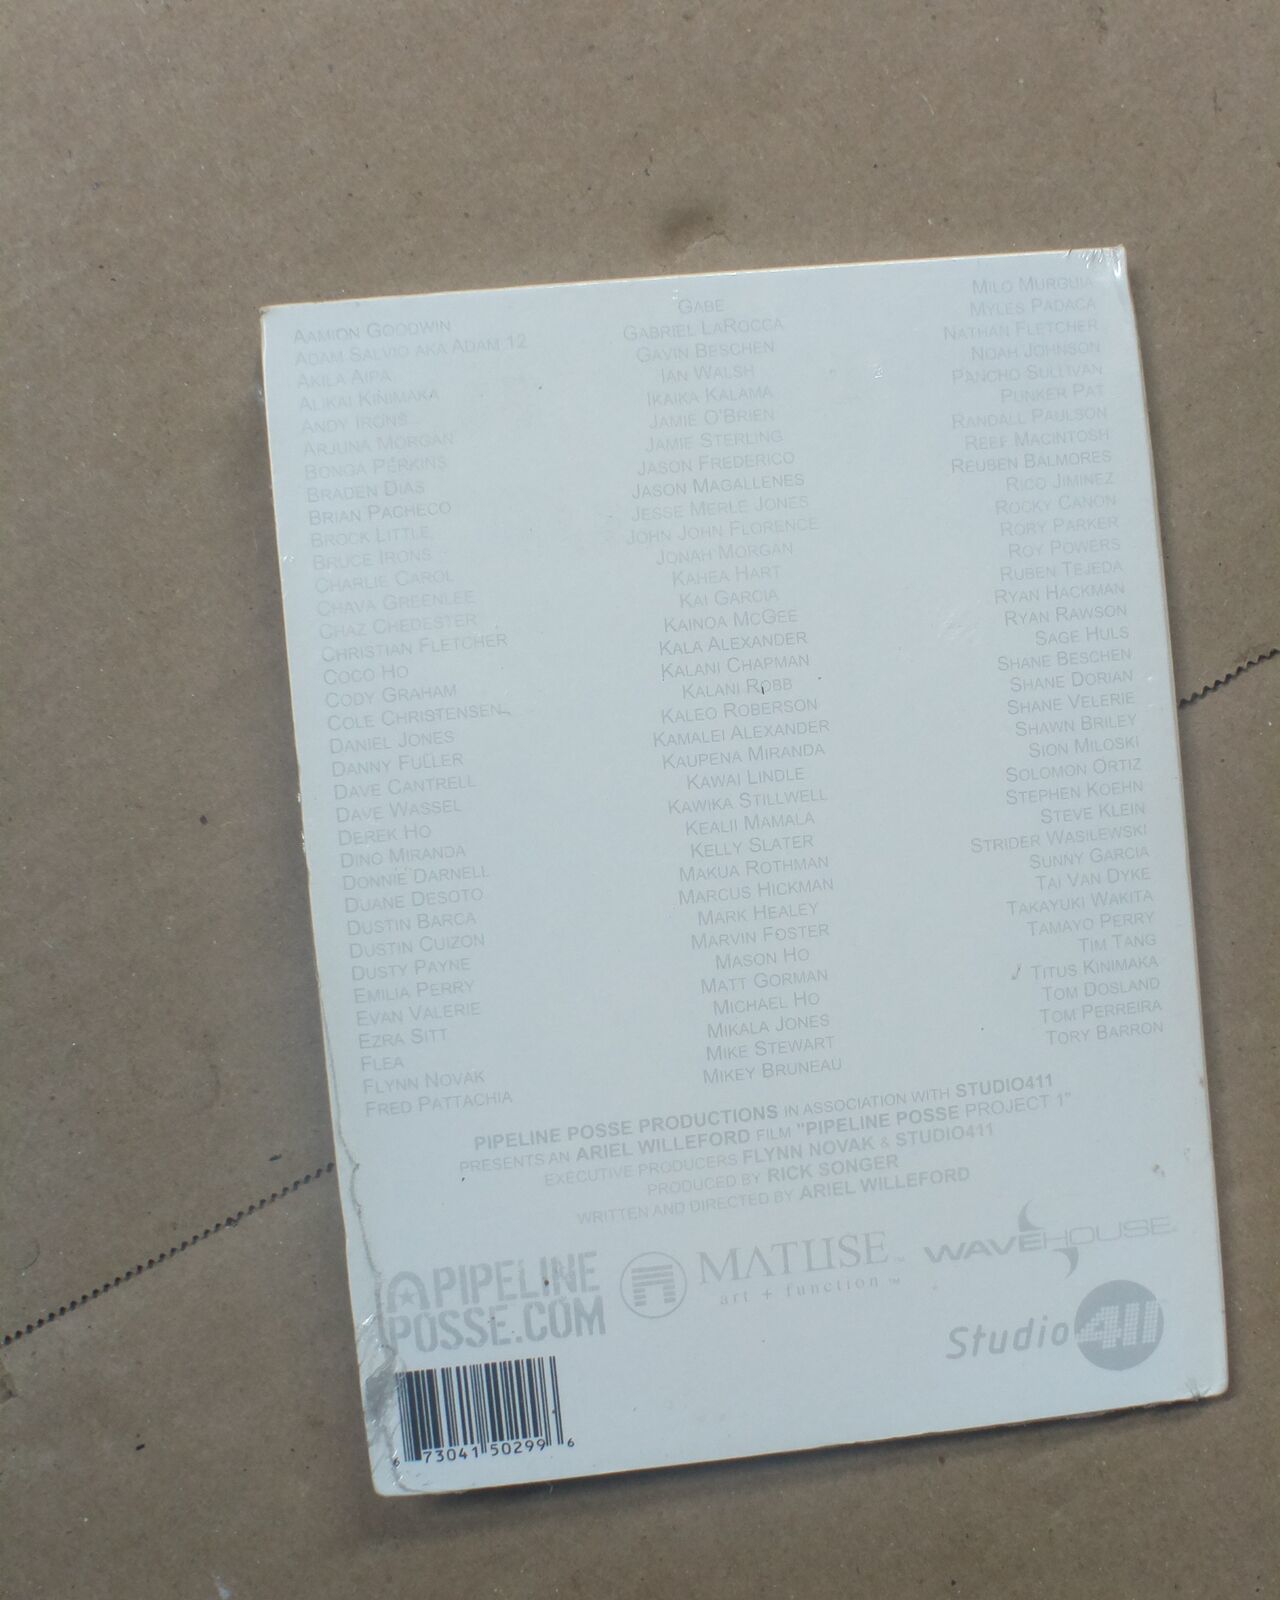 AAMION GOODWIN
ADAM SALVIO AKA ADAM 12
AKILA AIPA
ALIKAI KINIMAKA
ANDY IRONS
ARJUNA MORGAN
BONGA PERKINS
BRADEN DIAS
BRIAN PACHECO
BROCK LITTLE
BRUCE IRONS
CHARLIE CAROL
CHAVA GREENLEE
CHAZ CHEDESTER
CHRISTIAN FLETCHER
COCO HO
CODY GRAHAM
COLE CHRISTENSEN
DANIEL JONES
DANNY FULLER
DAVE CANTRELL
DAVE WASSEL
DEREK HO
DINO MIRANDA
DONNIE DARNELL
DUANE DESOTO
DUSTIN BARCA
DUSTIN CUIZON
DUSTY PAYNE
EMILIA PERRY
EVAN VALERIE
EZRA SITT
FLEA
FLYNN NOVAK
FRED PATTACHIA
GABE
GABRIEL LAROCCA
GAVIN BESCHEN
IAN WALSH
IKAIKA KALAMA
JAMIE O'BRIEN
JAMIE STERLING
JASON FREDERICO
JASON MAGALLENES
JESSE MERLE JONES
JOHN JOHN FLORENCE
JONAH MORGAN
KAHEA HART
KAI GARCIA
KAINOA MCGEE
KALA ALEXANDER
KALANI CHAPMAN
KALANI ROBB
KALEO ROBERSON
KAMALEI ALEXANDER
KAUPENA MIRANDA
KAWAI LINDLE
KAWIKA STILLWELL
KEALII MAMALA
KELLY SLATER
MAKUA ROTHMAN
MARCUS HICKMAN
MARK HEALEY
MARVIN FOSTER
MASON HO
MATT GORMAN
MICHAEL HO
MIKALA JONES
MIKE STEWART
MIKEY BRUNEAU
MILO MURGUIA
MYLES PADACA
NATHAN FLETCHER
NOAH JOHNSON
PANCHO SULLIVAN
PUNKER PAT
RANDALL PAULSON
REEF MACINTOSH
REUBEN BALMORES
RICO JIMINEZ
ROCKY CANON
RORY PARKER
ROY POWERS
RUBEN TEJEDA
RYAN HACKMAN
RYAN RAWSON
SAGE HULS
SHANE BESCHEN
SHANE DORIAN
SHANE VELERIE
SHAWN BRILEY
SION MILOSKI
SOLOMON ORTIZ
STEPHEN KOEHN
STEVE KLEIN
STRIDER WASILEWSKI
SUNNY GARCIA
TAI VAN DYKE
TAKAYUKI WAKITA
TAMAYO PERRY
TIM TANG
TITUS KINIMAKA
TOM DOSLAND
TOM PERREIRA
TORY BARRON
PIPELINE POSSE PRODUCTIONS IN ASSOCIATION WITH STUDIO411
PRESENTS AN ARIEL WILLEFORD FILM "PIPELINE POSSE PROJECT 1"
EXECUTIVE PRODUCERS FLYNN NOVAK & STUDIO411
PRODUCED BY RICK SONGER
WRITTEN AND DIRECTED BY ARIEL WILLEFORD
PIPELINE
POSSE.COM
MATUSE™
art + function™
WAVEHOUSE
Studio 411
6 73041 50299 6